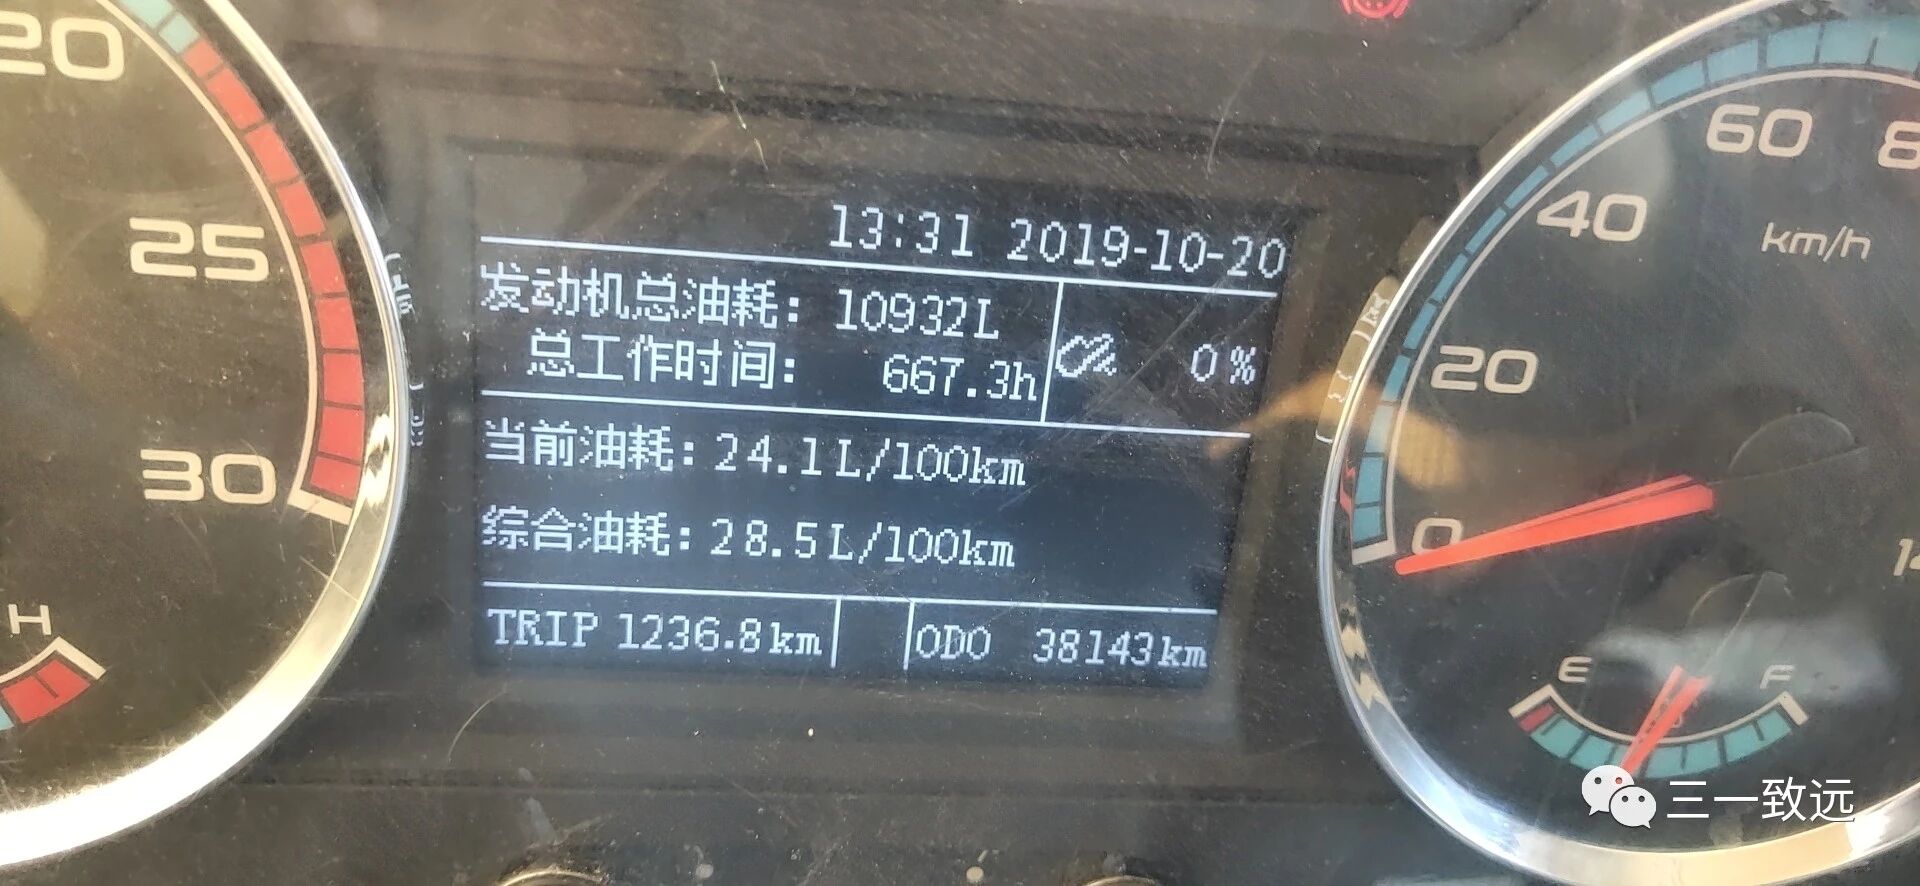 20
25
30
H
13:31 2019-10-20
发动机总油耗: 10932L
总工作时间: 667.3h
0%
当前油耗: 24.1L/100km
综合油耗: 28.5L/100km
TRIP 1236.8km
ODO 38143km
60
40
km/h
20
0
E
F
三一致远